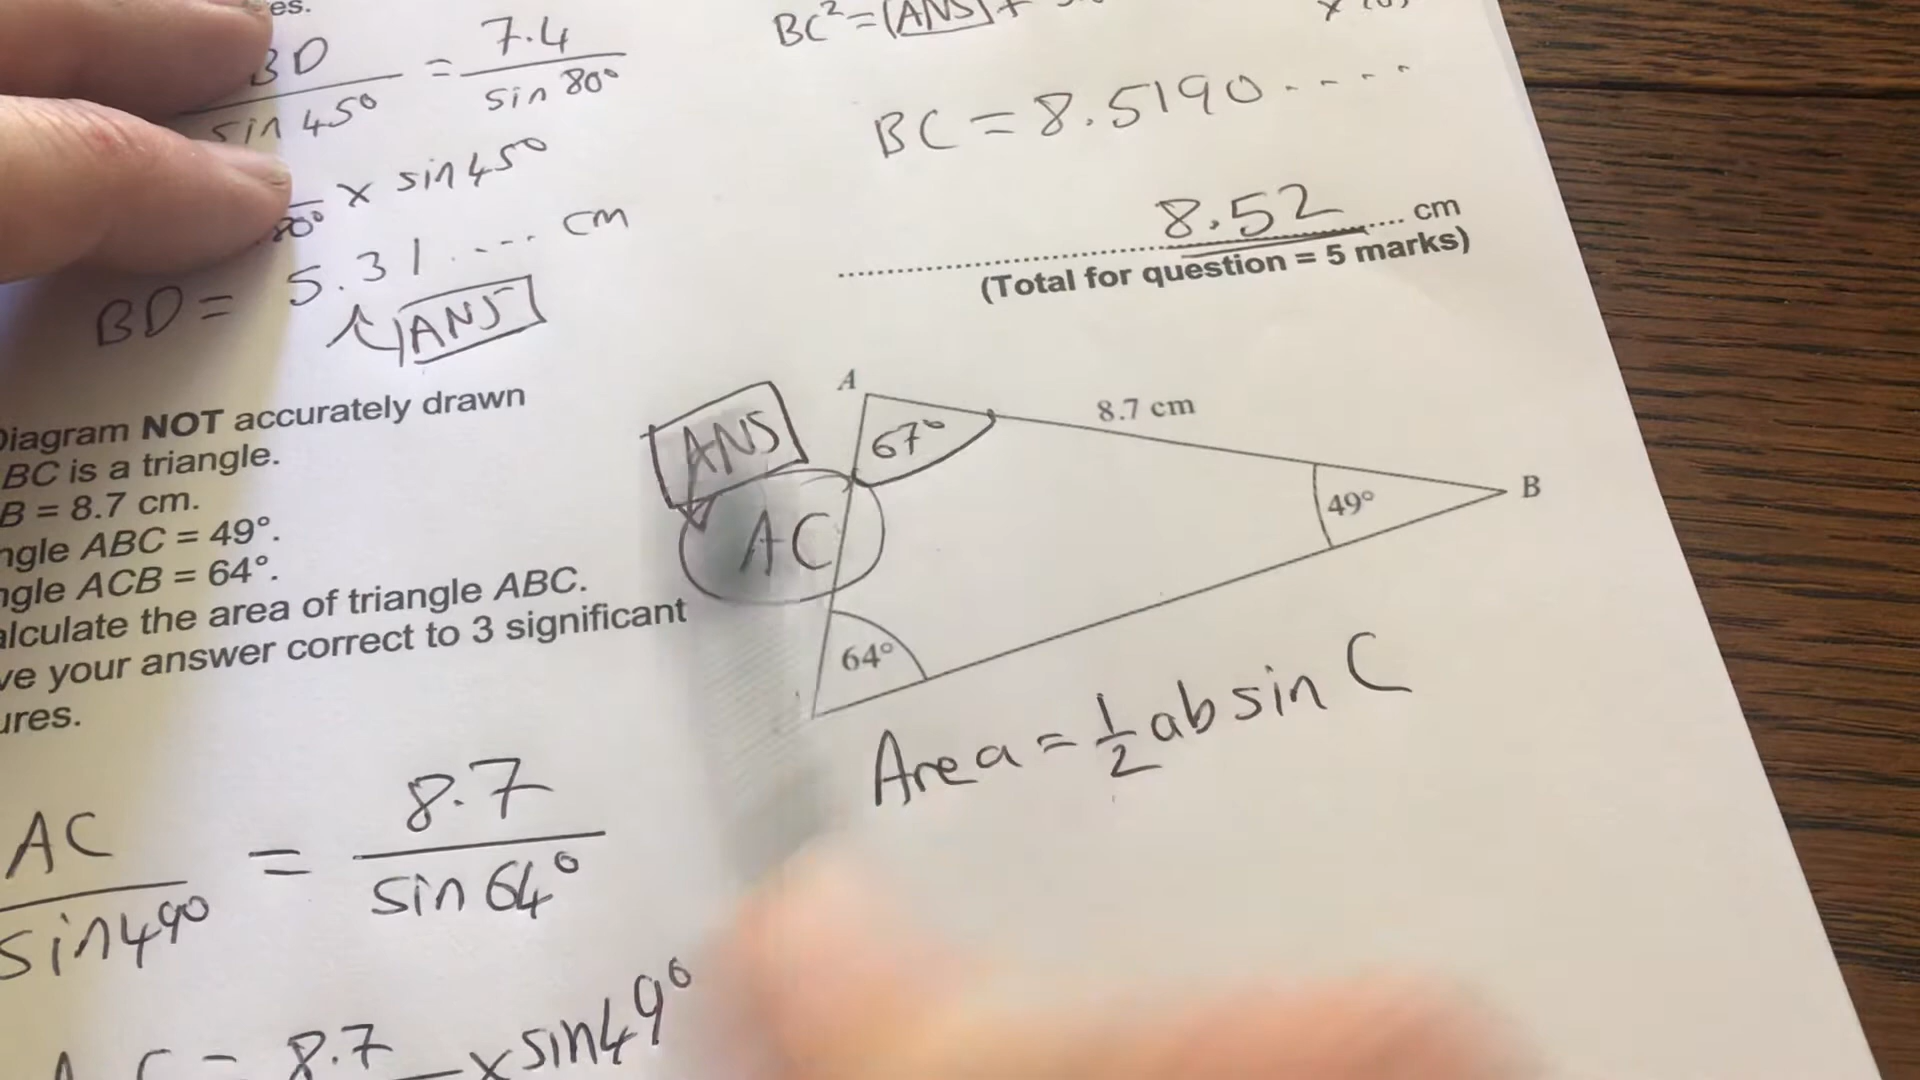 es.
BD = 7.4
sin 45° sin 80°
80° × sin 45°
BD = 5.31.... cm
ANS
BC² = (ANS) +
BC = 8.5190....
8.52 cm
(Total for question = 5 marks)
Diagram NOT accurately drawn
BC is a triangle.
B = 8.7 cm.
ngle ABC = 49°.
ngle ACB = 64°.
alculate the area of triangle ABC.
ve your answer correct to 3 significant
ures.
A
8.7 cm
67°
ANS
AC
49°
B
64°
Area = ½ab sin C
AC = 8.7
sin 49° sin 64°
AC = 8.7 × sin 49°